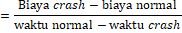 = Biaya crash − biaya normal
waktu normal − waktu crash